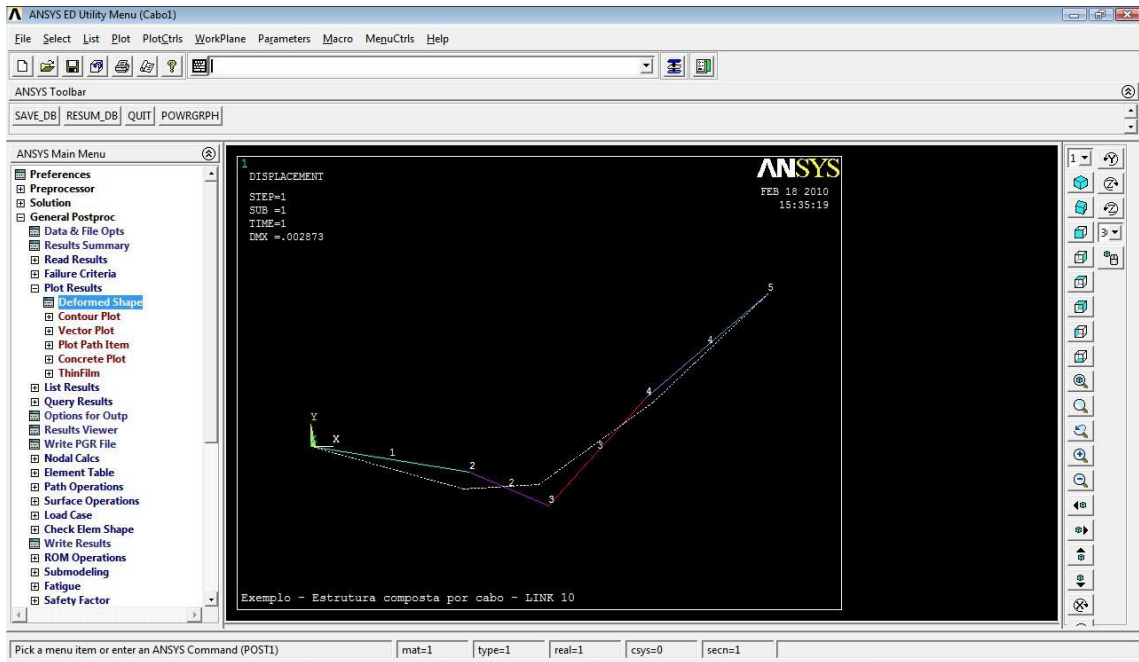 ANSYS ED Utility Menu (Cabo1)
File Select List Plot PlotCtrls WorkPlane Parameters Macro MenuCtrls Help
ANSYS Toolbar
SAVE_DB RESUM_DB QUIT POWRGRPH
ANSYS Main Menu
Preferences
Preprocessor
Solution
General Postproc
Data & File Opts
Results Summary
Read Results
Failure Criteria
Plot Results
Deformed Shape
Contour Plot
Vector Plot
Plot Path Item
Concrete Plot
ThinFilm
List Results
Query Results
Options for Outp
Results Viewer
Write PGR File
Nodal Calcs
Element Table
Path Operations
Surface Operations
Load Case
Check Elem Shape
Write Results
ROM Operations
Submodeling
Fatigue
Safety Factor
1
DISPLACEMENT
STEP=1
SUB =1
TIME=1
DMX =.002873
ANSYS
FEB 18 2010
15:35:19
5
4
4
3
Y
X
1
2
2
3
Exemplo - Estrutura composta por cabo - LINK 10
1
Pick a menu item or enter an ANSYS Command (POST1)
mat=1
type=1
real=1
csys=0
secn=1